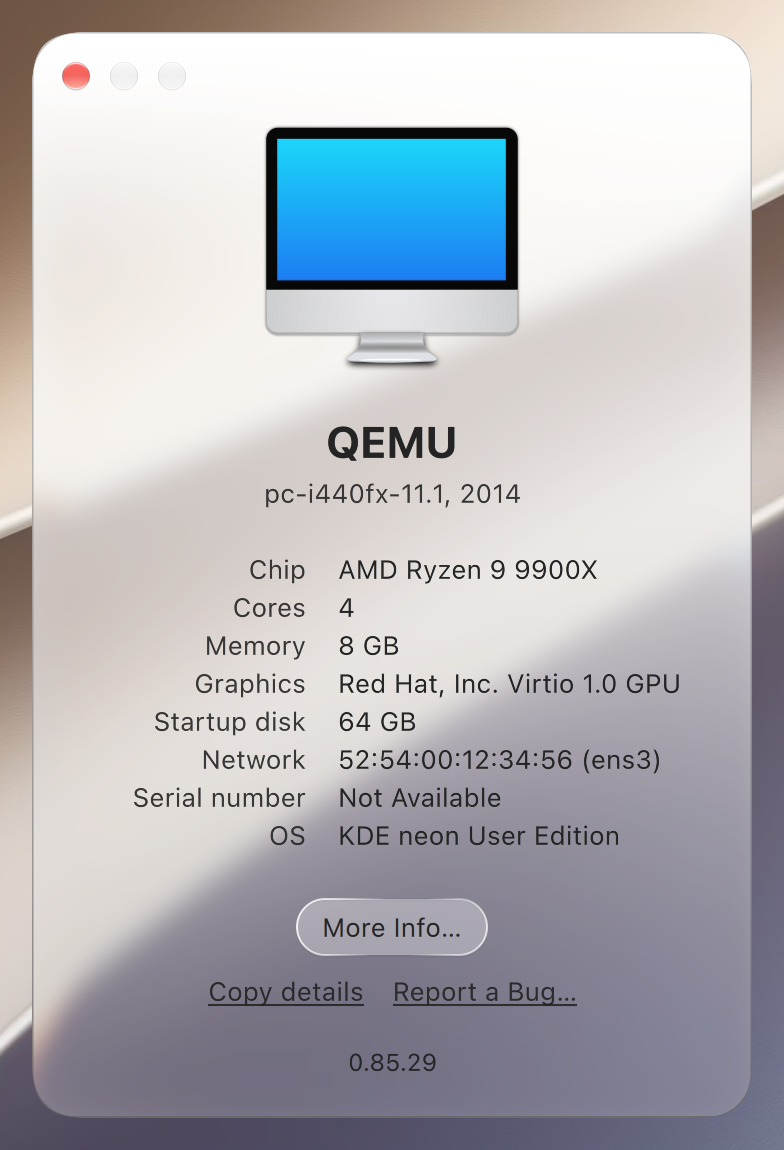 QEMU
pc-i440fx-11.1, 2014
Chip AMD Ryzen 9 9900X
Cores 4
Memory 8 GB
Graphics Red Hat, Inc. Virtio 1.0 GPU
Startup disk 64 GB
Network 52:54:00:12:34:56 (ens3)
Serial number Not Available
OS KDE neon User Edition
More Info...
Copy details Report a Bug...
0.85.29